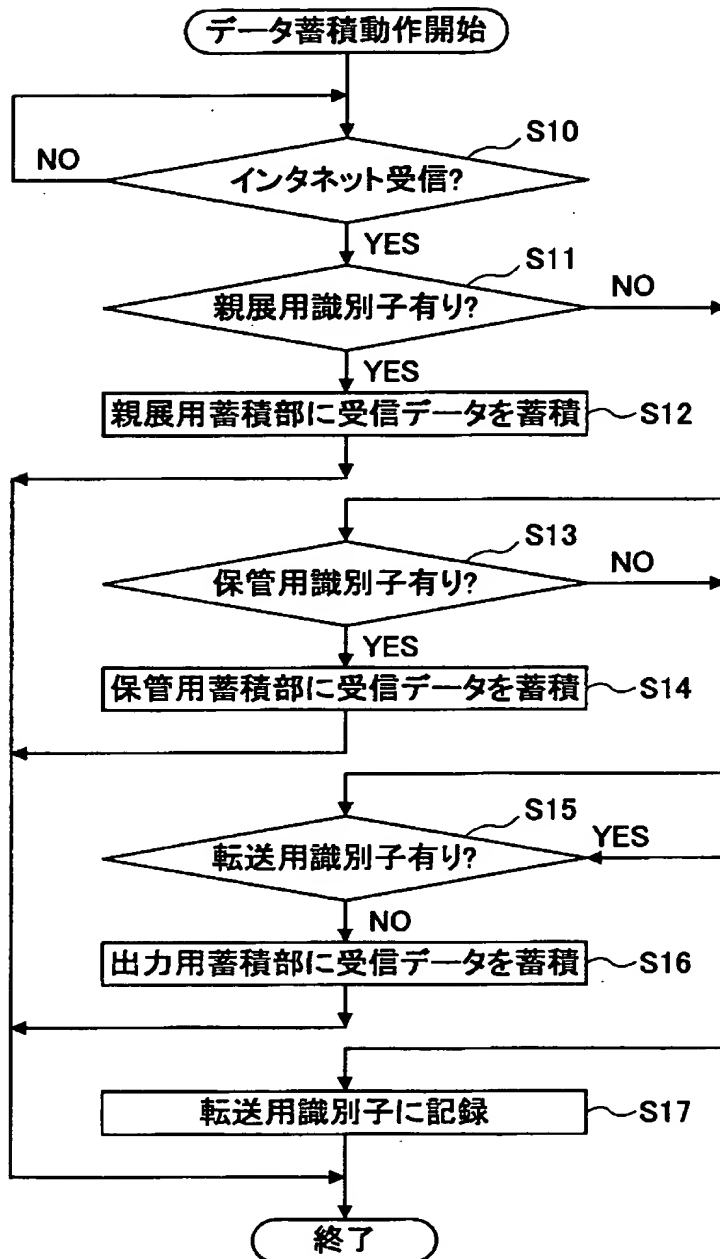 データ蓄積動作開始
S10
NO
インタネット受信?
YES
S11
NO
親展用識別子有り?
YES
親展用蓄積部に受信データを蓄積
S12
S13
NO
保管用識別子有り?
YES
保管用蓄積部に受信データを蓄積
S14
S15
YES
転送用識別子有り?
NO
出力用蓄積部に受信データを蓄積
S16
転送用識別子に記録
S17
終了